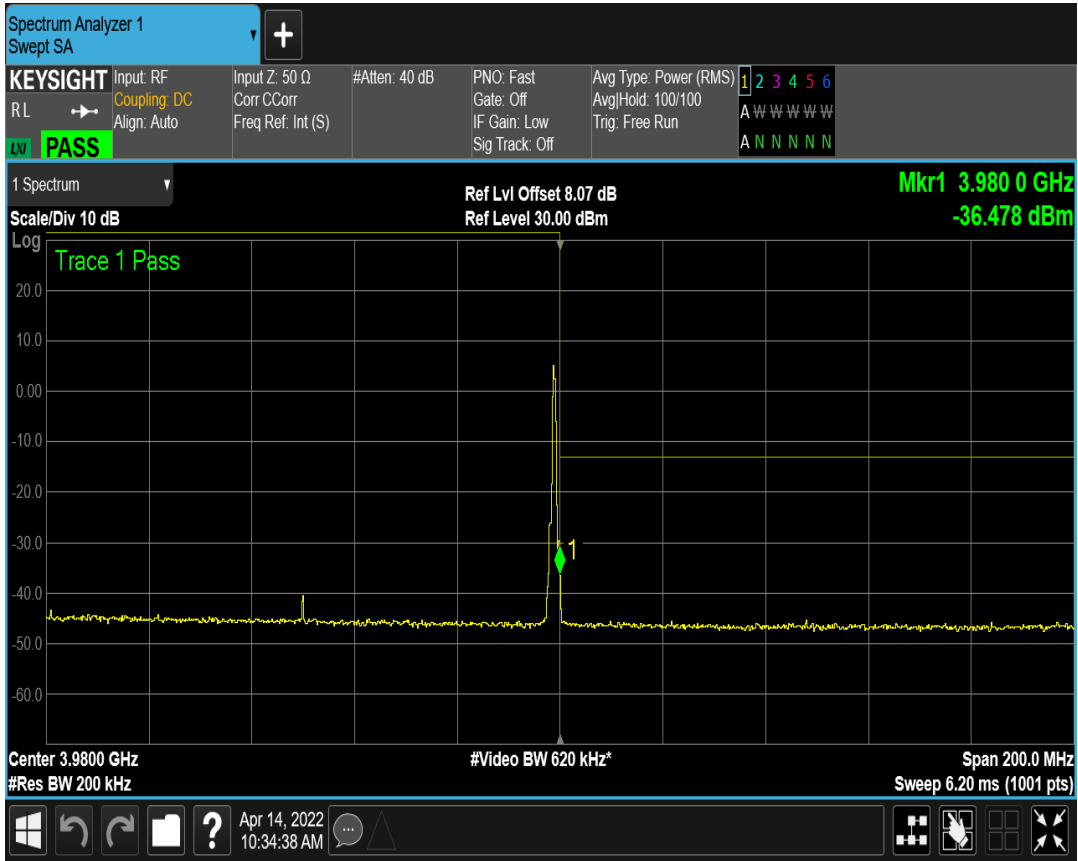 Spectrum Analyzer 1
Swept SA
+
KEYSIGHT
RL
LXI PASS
Input: RF
Coupling: DC
Align: Auto
Input Z: 50 Ω
Corr CCorr
Freq Ref: Int (S)
#Atten: 40 dB
PNO: Fast
Gate: Off
IF Gain: Low
Sig Track: Off
Avg Type: Power (RMS)
Avg|Hold: 100/100
Trig: Free Run
1 2 3 4 5 6
A W W W W W
A N N N N N
1 Spectrum
Scale/Div 10 dB
Ref Lvl Offset 8.07 dB
Ref Level 30.00 dBm
Mkr1 3.980 0 GHz
-36.478 dBm
Log
Trace 1 Pass
20.0
10.0
0.00
-10.0
-20.0
-30.0
1
-40.0
-50.0
-60.0
Center 3.9800 GHz
#Video BW 620 kHz*
Span 200.0 MHz
#Res BW 200 kHz
Sweep 6.20 ms (1001 pts)
?
Apr 14, 2022
10:34:38 AM